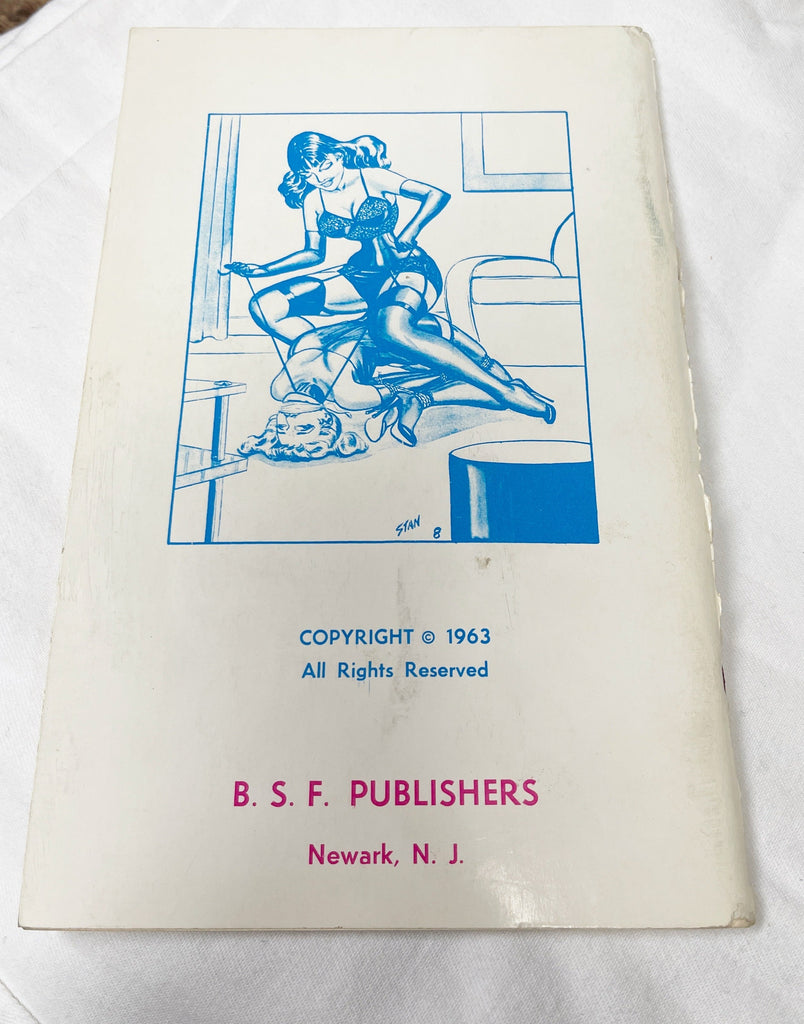 STAN
8
COPYRIGHT © 1963
All Rights Reserved
B. S. F. PUBLISHERS
Newark, N. J.